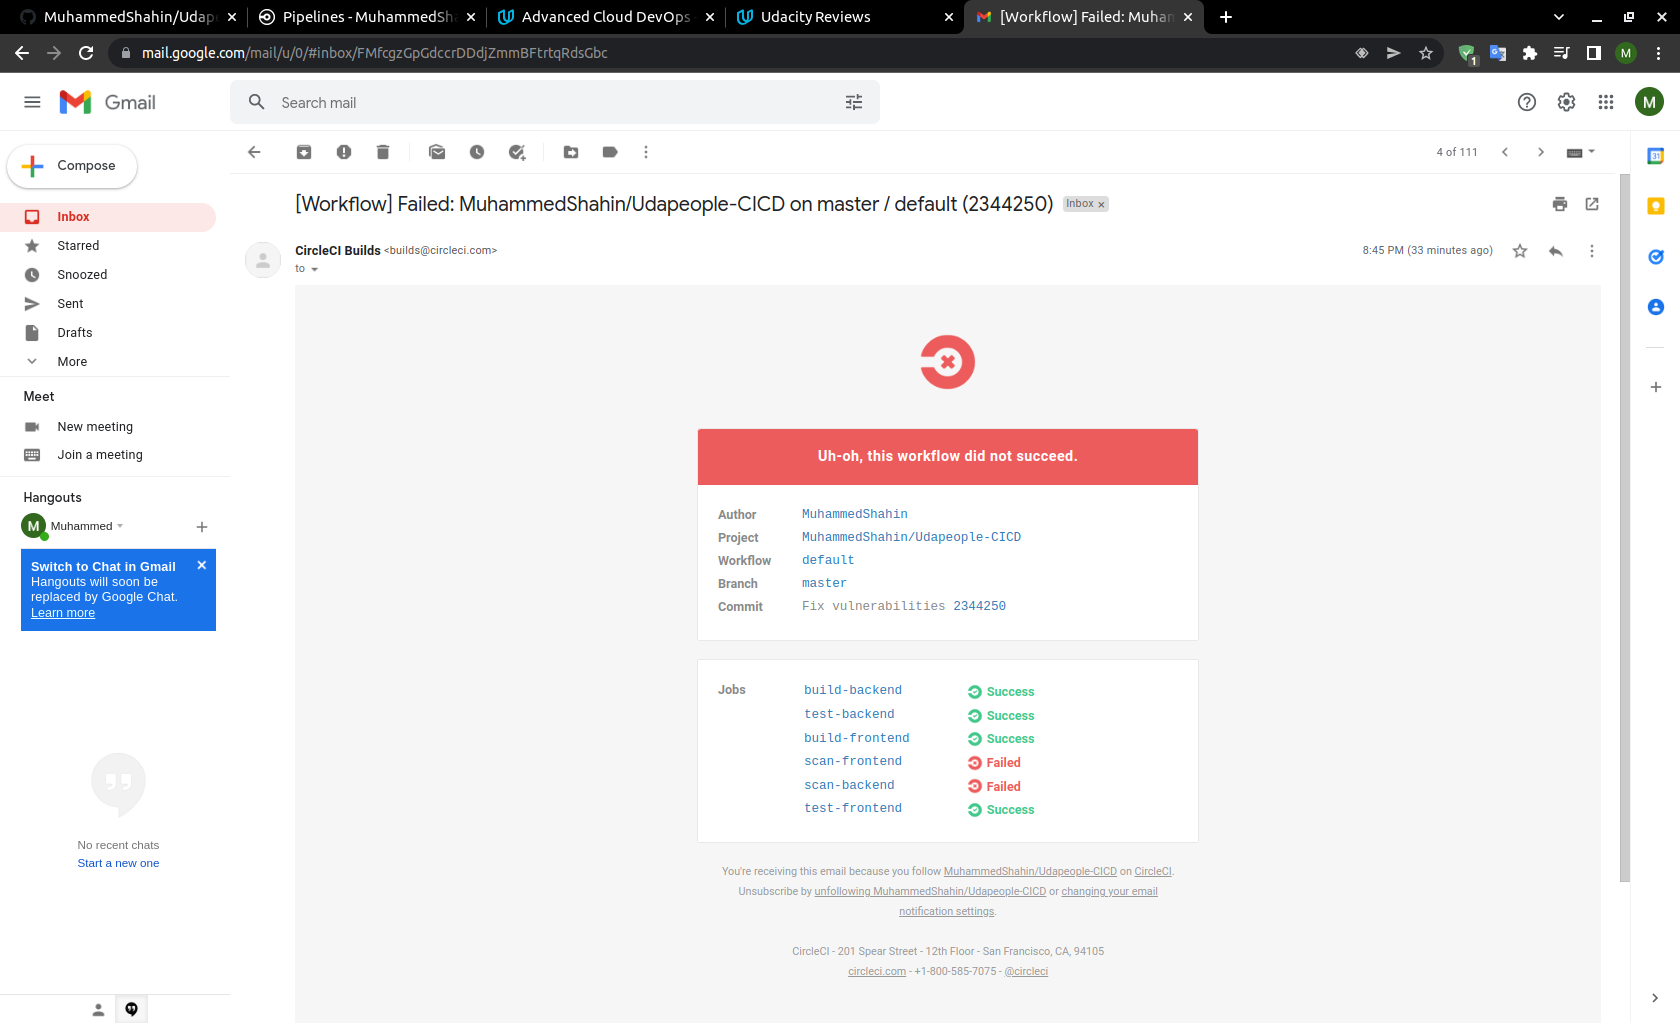 MuhammedShahin/Udap
Pipelines - MuhammedSha
Advanced Cloud DevOps
Udacity Reviews
[Workflow] Failed: Muham
mail.google.com/mail/u/0/#inbox/FMfcgzGpGdccrDDdjZmmBFtrtqRdsGbc
1
M
Gmail
Search mail
M
Compose
4 of 111
31
[Workflow] Failed: MuhammedShahin/Udapeople-CICD on master / default (2344250)
Inbox ×
Inbox
Starred
Snoozed
Sent
Drafts
More
CircleCI Builds <builds@circleci.com>
8:45 PM (33 minutes ago)
to
Meet
New meeting
Join a meeting
Hangouts
M Muhammed
Switch to Chat in Gmail
Hangouts will soon be
replaced by Google Chat.
Learn more
No recent chats
Start a new one
Uh-oh, this workflow did not succeed.
Author MuhammedShahin
Project MuhammedShahin/Udapeople-CICD
Workflow default
Branch master
Commit Fix vulnerabilities 2344250
Jobs build-backend Success
test-backend Success
build-frontend Success
scan-frontend Failed
scan-backend Failed
test-frontend Success
You're receiving this email because you follow MuhammedShahin/Udapeople-CICD on CircleCI.
Unsubscribe by unfollowing MuhammedShahin/Udapeople-CICD or changing your email
notification settings.
CircleCI - 201 Spear Street - 12th Floor - San Francisco, CA, 94105
circleci.com - +1-800-585-7075 - @circleci